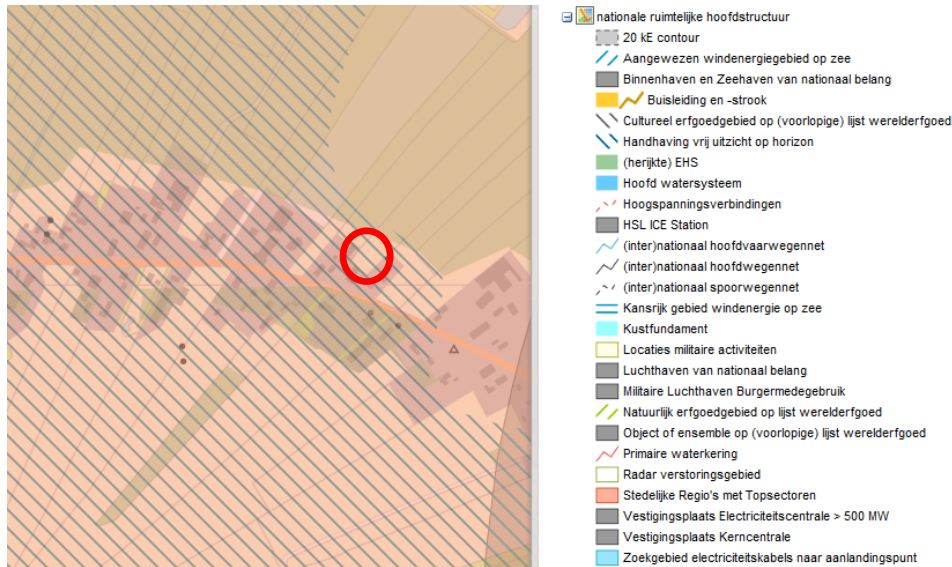 nationale ruimtelijke hoofdstructuur
20 kE contour
Aangewezen windenergiegebied op zee
Binnenhaven en Zeehaven van nationaal belang
Buisleiding en -strook
Cultureel erfgoedgebied op (voorlopige) lijst werelderfgoed
Handhaving vrij uitzicht op horizon
(herijkte) EHS
Hoofd watersysteem
Hoogspanningsverbindingen
HSL ICE Station
(inter)nationaal hoofdvaarwegennet
(inter)nationaal hoofdwegennet
(inter)nationaal spoorwegennet
Kansrijk gebied windenergie op zee
Kustfundament
Locaties militaire activiteiten
Luchthaven van nationaal belang
Militaire Luchthaven Burgermedegebruik
Natuurlijk erfgoedgebied op lijst werelderfgoed
Object of ensemble op (voorlopige) lijst werelderfgoed
Primaire waterkering
Radar verstoringsgebied
Stedelijke Regio's met Topsectoren
Vestigingsplaats Electriciteitscentrale > 500 MW
Vestigingsplaats Kerncentrale
Zoekgebied electriciteitskabels naar aanlandingspunt